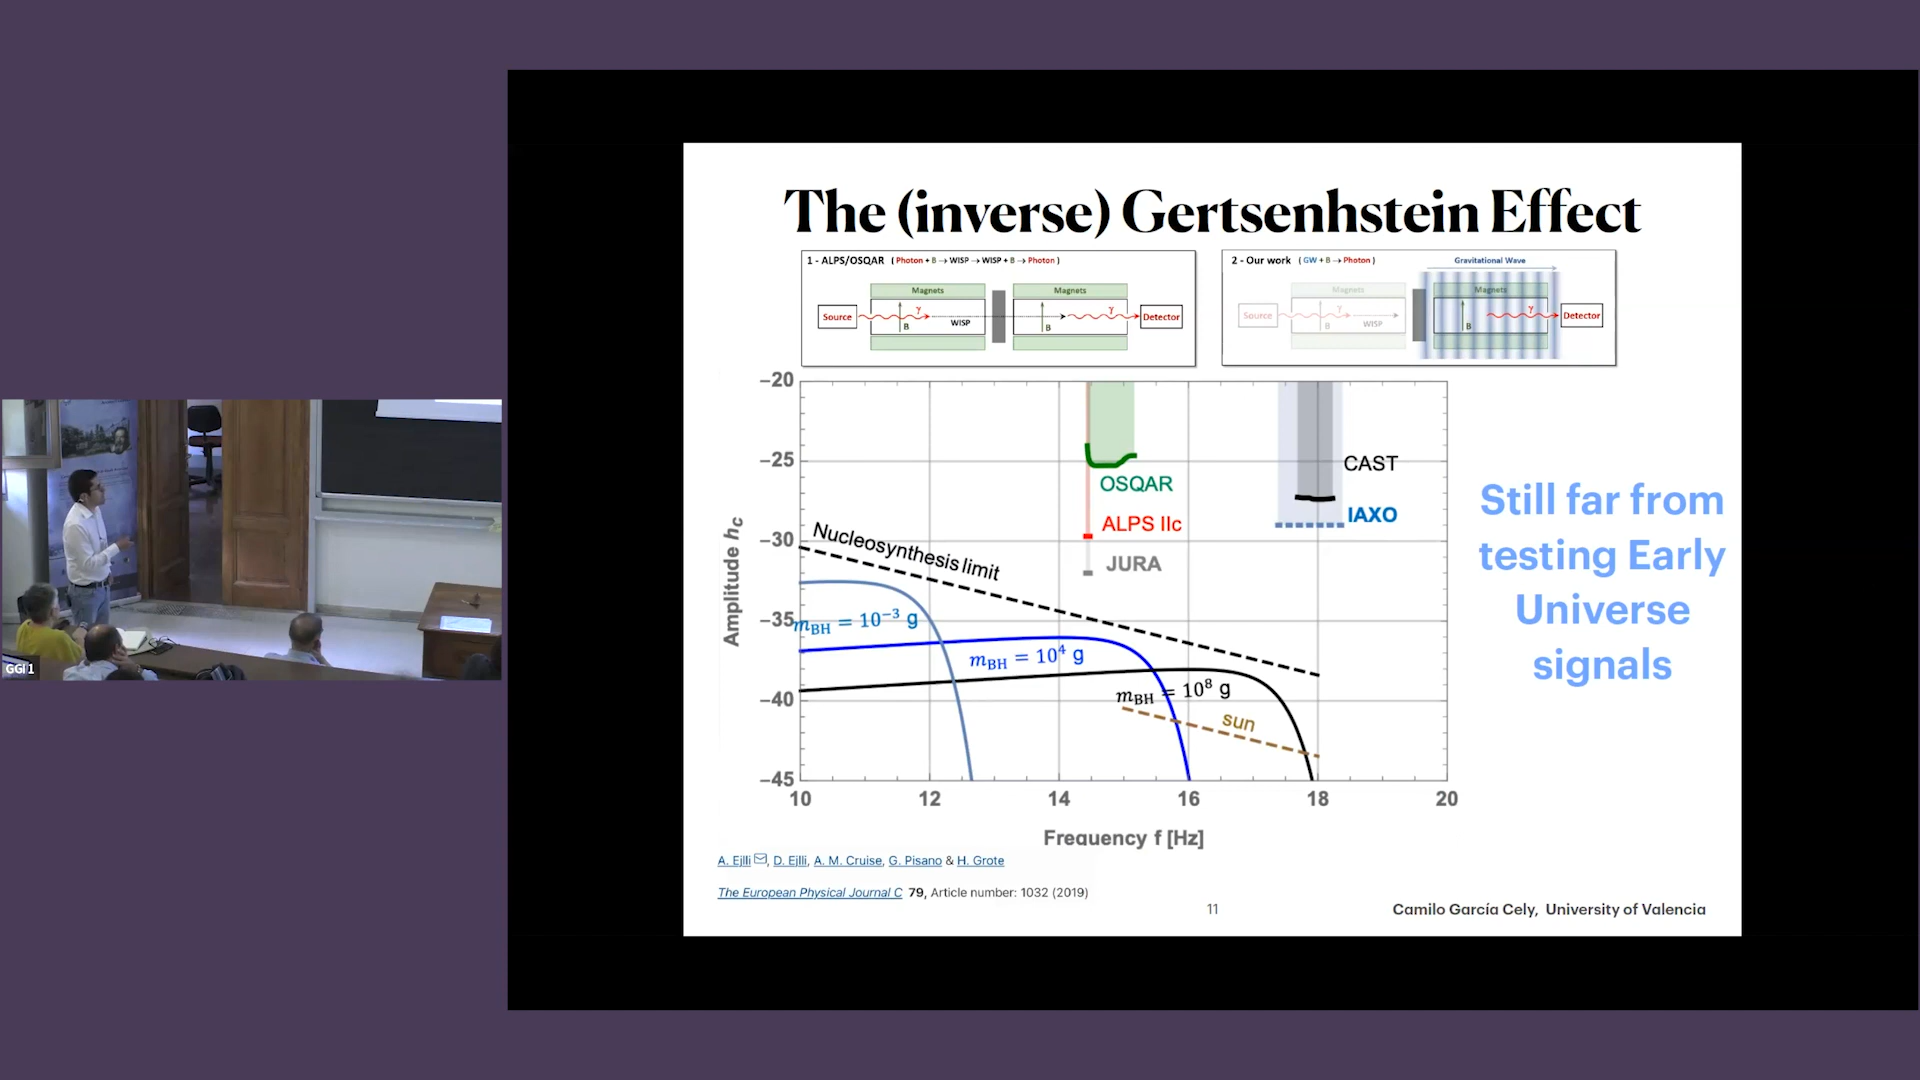 The (inverse) Gertsenhstein Effect
1 - ALPS/OSQAR ( Photon + B → WISP → WISP + B → Photon )
Magnets
Magnets
Source
γ
B
WISP
B
γ
Detector
2 - Our work ( GW + B → Photon )
Gravitational Wave
Magnets
Magnets
Source
γ
B
WISP
B
γ
Detector
−20
−25
−30
−35
−40
−45
Amplitude hc
10
12
14
16
18
20
Frequency f [Hz]
OSQAR
ALPS IIc
JURA
CAST
IAXO
Nucleosynthesis limit
mBH = 10⁻³ g
mBH = 10⁴ g
mBH = 10⁸ g
sun
Still far from
testing Early
Universe
signals
A. Ejlli, D. Ejlli, A. M. Cruise, G. Pisano & H. Grote
The European Physical Journal C 79, Article number: 1032 (2019)
11
Camilo García Cely, University of Valencia
GGI 1